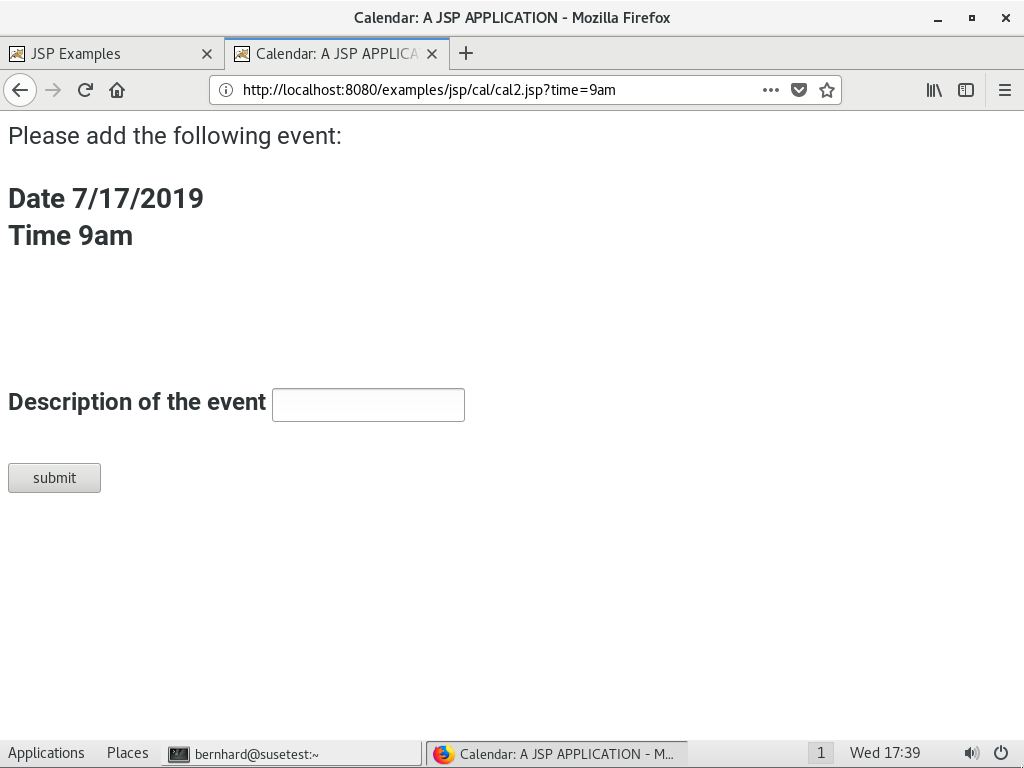 Calendar: A JSP APPLICATION - Mozilla Firefox
JSP Examples
Calendar: A JSP APPLICA
http://localhost:8080/examples/jsp/cal/cal2.jsp?time=9am
Please add the following event:
Date 7/17/2019
Time 9am
Description of the event
submit
Applications Places bernhard@susetest:~ Calendar: A JSP APPLICATION - M... 1 Wed 17:39